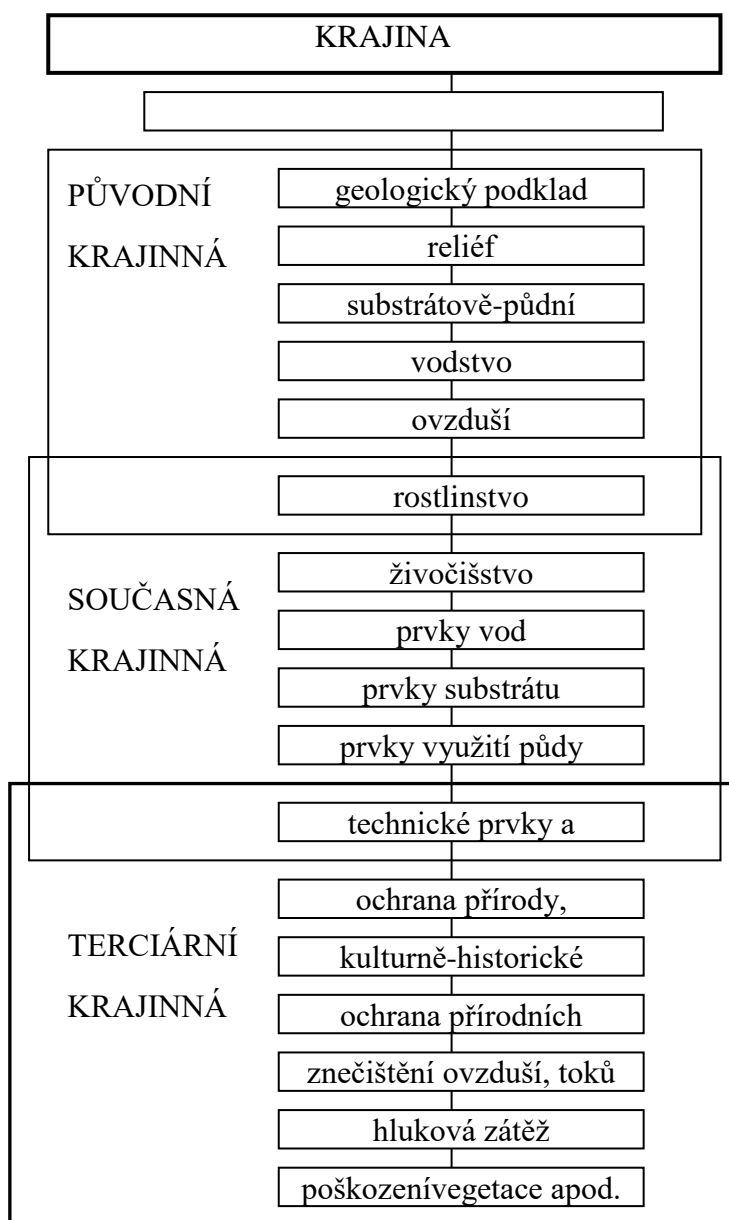 KRAJINA
PŮVODNÍ
geologický podklad
KRAJINNÁ
reliéf
substrátově-půdní
vodstvo
ovzduší
rostlinstvo
živočišstvo
SOUČASNÁ
prvky vod
KRAJINNÁ
prvky substrátu
prvky využití půdy
technické prvky a
ochrana přírody,
TERCIÁRNÍ
kulturně-historické
KRAJINNÁ
ochrana přírodních
znečištění ovzduší, toků
hluková zátěž
poškozenívegetace apod.